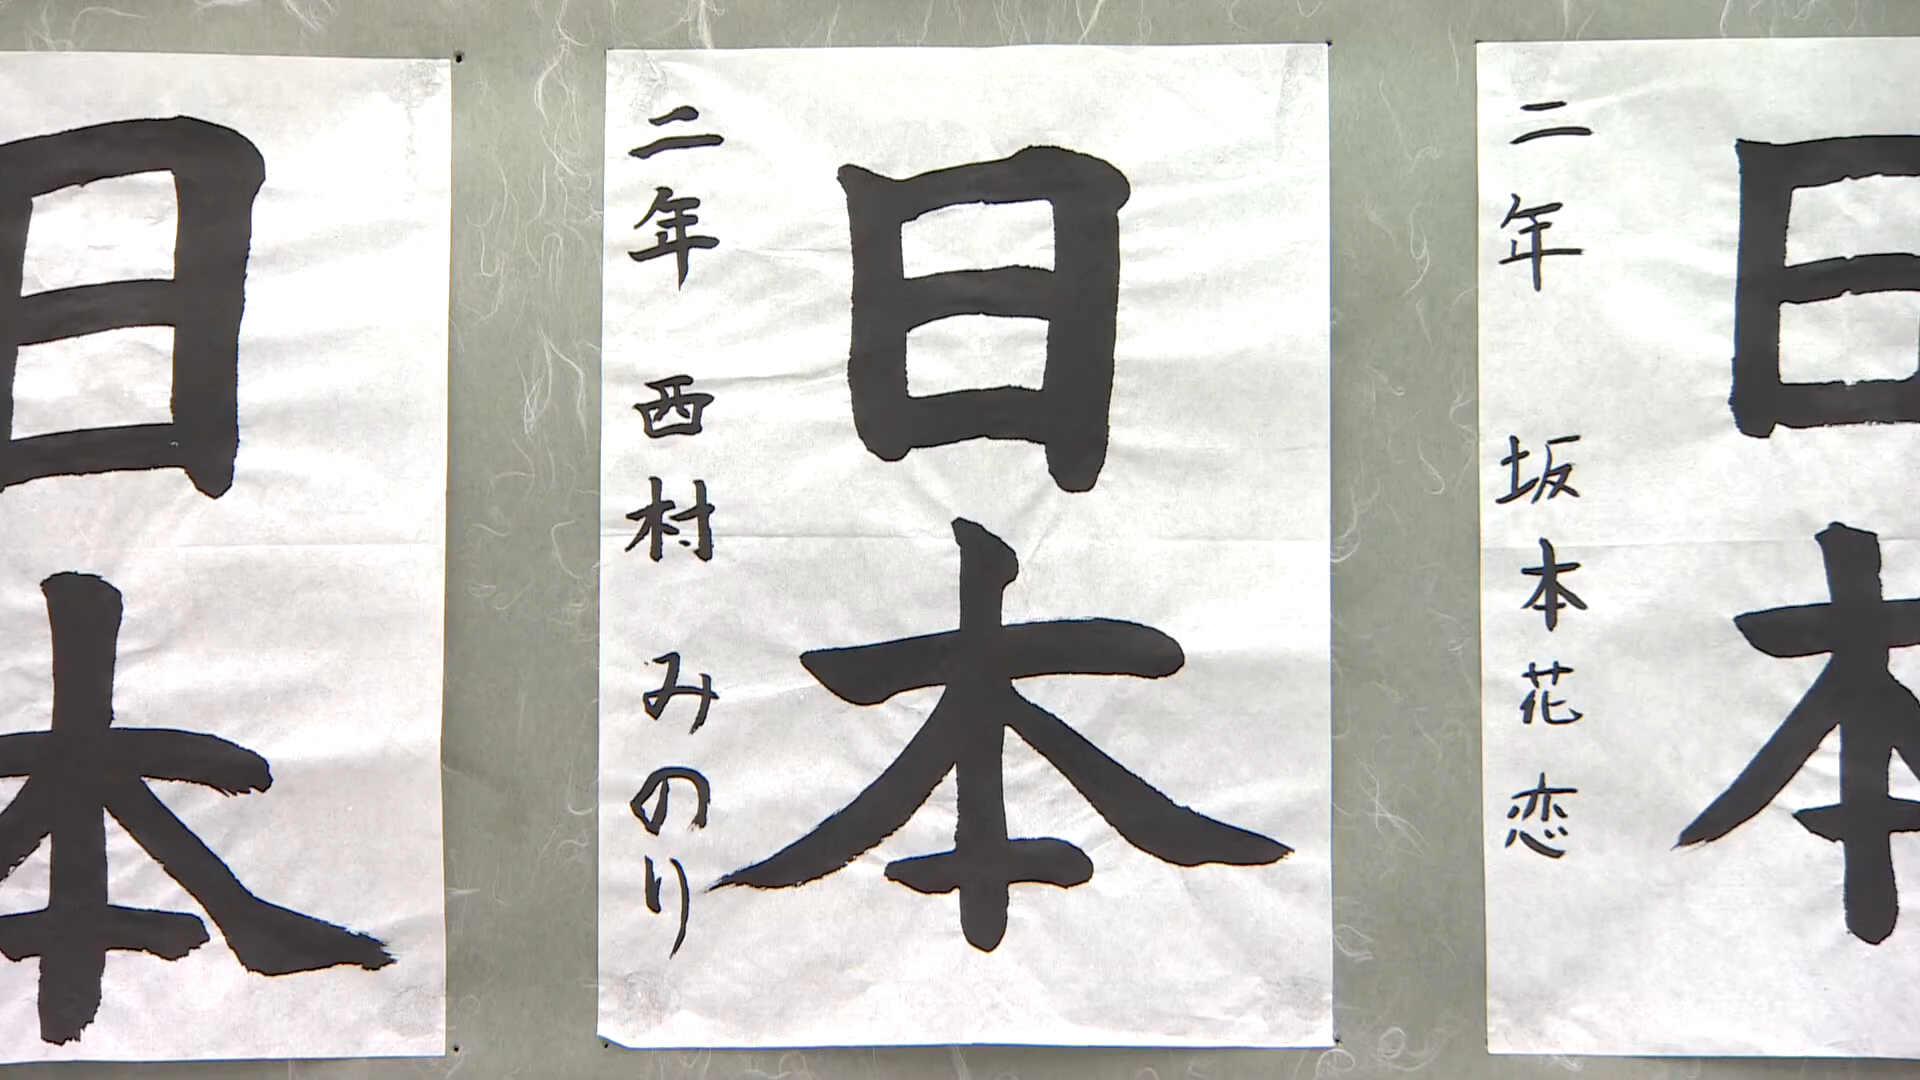 日本
日本
二年 西村 みのり
日本
二年 坂本花恋